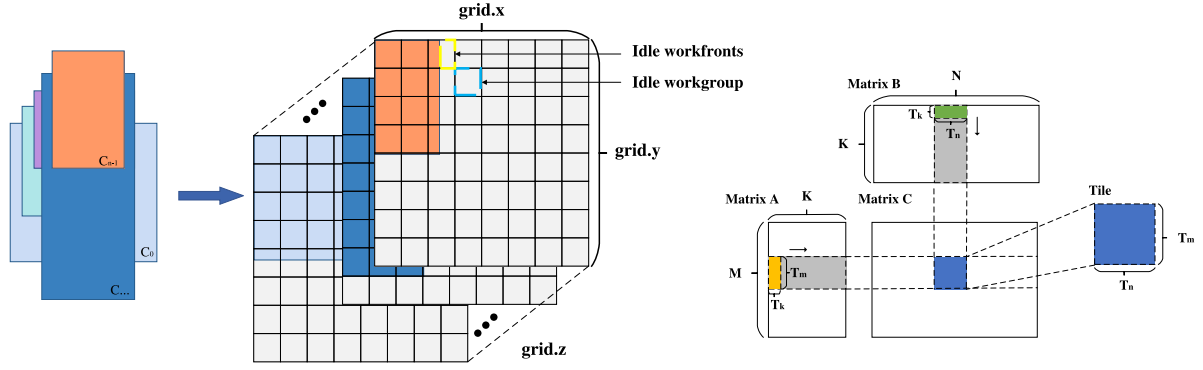 grid.x
Idle workfronts
Idle workgroup
grid.y
grid.z
Cn-1
C0
C...
Matrix B
N
K
Tk
Tn
Matrix A
K
Matrix C
Tile
M
Tm
Tk
Tm
Tn